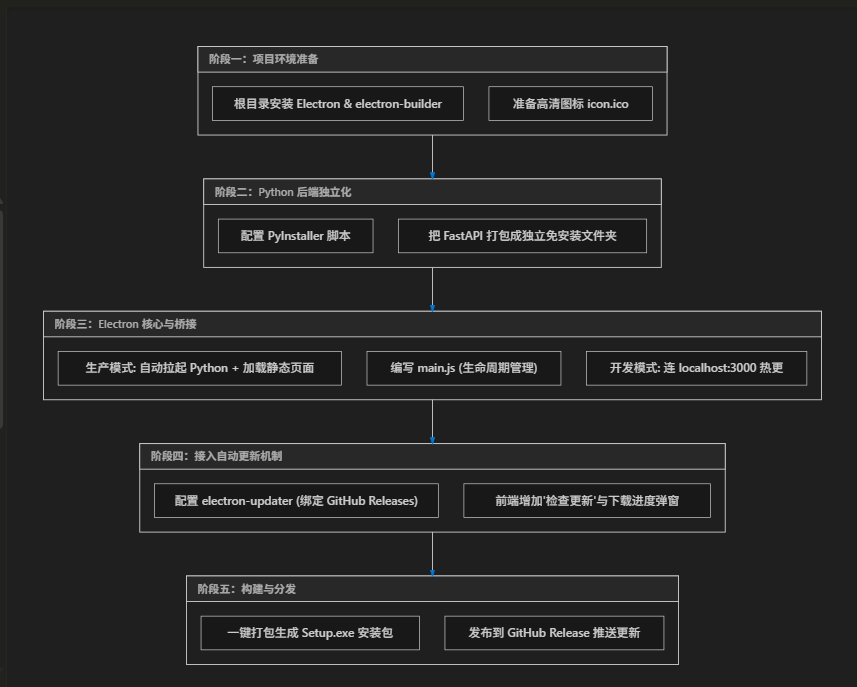 阶段一：项目环境准备
根目录安装 Electron & electron-builder
准备高清图标 icon.ico
阶段二：Python 后端独立化
配置 PyInstaller 脚本
把 FastAPI 打包成独立免安装文件夹
阶段三：Electron 核心与桥接
生产模式: 自动拉起 Python + 加载静态页面
编写 main.js (生命周期管理)
开发模式: 连 localhost:3000 热更
阶段四：接入自动更新机制
配置 electron-updater (绑定 GitHub Releases)
前端增加'检查更新'与下载进度弹窗
阶段五：构建与分发
一键打包生成 Setup.exe 安装包
发布到 GitHub Release 推送更新